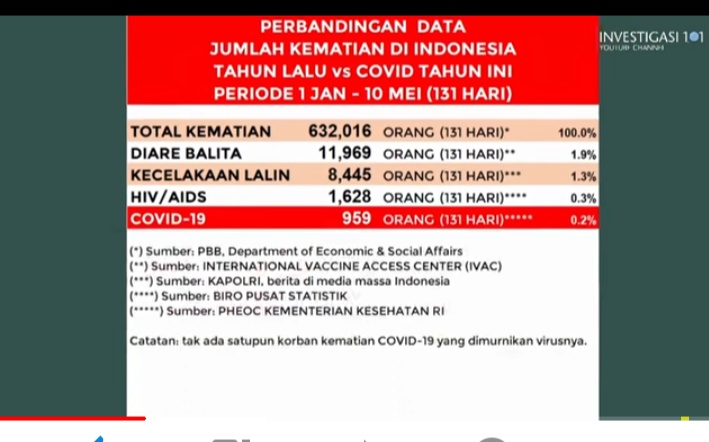 PERBANDINGAN DATA
JUMLAH KEMATIAN DI INDONESIA
TAHUN LALU vs COVID TAHUN INI
PERIODE 1 JAN - 10 MEI (131 HARI)
INVESTIGASI 101
YOUTUBE CHANNEL
TOTAL KEMATIAN 632,016 ORANG (131 HARI)* 100.0%
DIARE BALITA 11,969 ORANG (131 HARI)** 1.9%
KECELAKAAN LALIN 8,445 ORANG (131 HARI)*** 1.3%
HIV/AIDS 1,628 ORANG (131 HARI)**** 0.3%
COVID-19 959 ORANG (131 HARI)***** 0.2%
(*) Sumber: PBB, Department of Economic & Social Affairs
(**) Sumber: INTERNATIONAL VACCINE ACCESS CENTER (IVAC)
(***) Sumber: KAPOLRI, berita di media massa Indonesia
(****) Sumber: BIRO PUSAT STATISTIK
(*****) Sumber: PHEOC KEMENTERIAN KESEHATAN RI
Catatan: tak ada satupun korban kematian COVID-19 yang dimurnikan virusnya.